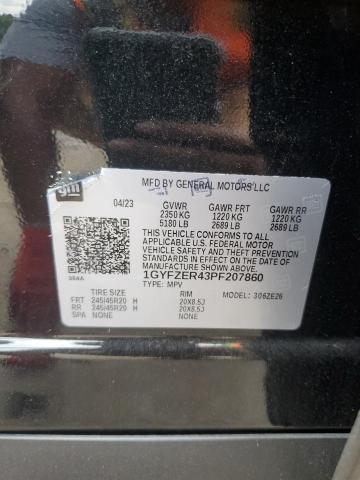 gm
MFD BY GENERAL MOTORS LLC
04/23 GVWR GAWR FRT GAWR RR
2350 KG 1220 KG 1220 KG
5180 LB 2689 LB 2689 LB
THIS VEHICLE CONFORMS TO ALL APPLICABLE
U.S. FEDERAL MOTOR VEHICLE SAFETY AND THEFT
PREVENTION STANDARDS IN EFFECT ON THE
DATE OF MANUFACTURE SHOWN ABOVE.
1GYFZER43PF207860
TYPE: MPV
TIRE SIZE RIM MODEL: 306ZE26
FRT 245/45R20 H 20X8.5J
RR 245/45R20 H 20X8.5J
SPA NONE NONE